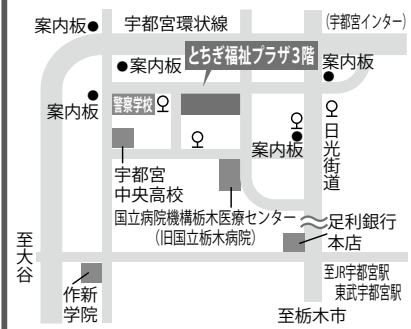 案内板
宇都宮環状線
(宇都宮インター)
とちぎ福祉プラザ3階
案内板
案内板
案内板
警察学校
案内板
日光街道
宇都宮
中央高校
国立病院機構栃木医療センター
(旧国立栃木病院)
足利銀行
本店
至大谷
作新
学院
至JR宇都宮駅
東武宇都宮駅
至栃木市